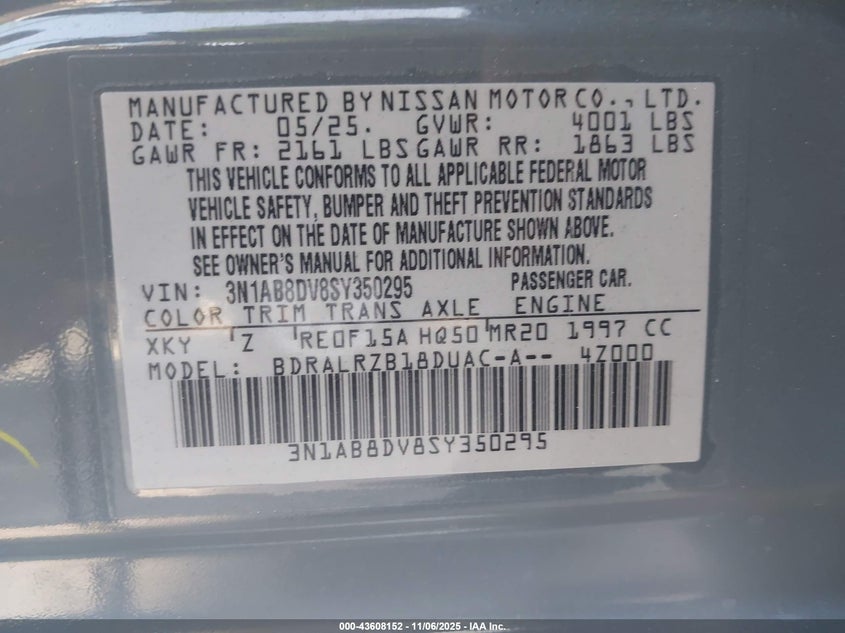 MANUFACTURED BY NISSAN MOTOR CO., LTD.
DATE: 05/25. GVWR: 4001 LBS
GAWR FR: 2161 LBS GAWR RR: 1863 LBS
THIS VEHICLE CONFORMS TO ALL APPLICABLE FEDERAL MOTOR
VEHICLE SAFETY, BUMPER AND THEFT PREVENTION STANDARDS
IN EFFECT ON THE DATE OF MANUFACTURE SHOWN ABOVE.
SEE OWNER'S MANUAL FOR ADDITIONAL INFORMATION.
VIN: 3N1AB8DV8SY350295 PASSENGER CAR.
COLOR TRIM TRANS AXLE ENGINE
XKY Z RE0F15A HQ50 MR20 1997 CC
MODEL: BDRALRZB18DUAC-A-- 4Z000
3N1AB8DV8SY350295
000-43608152 - 11/06/2025 - IAA Inc.